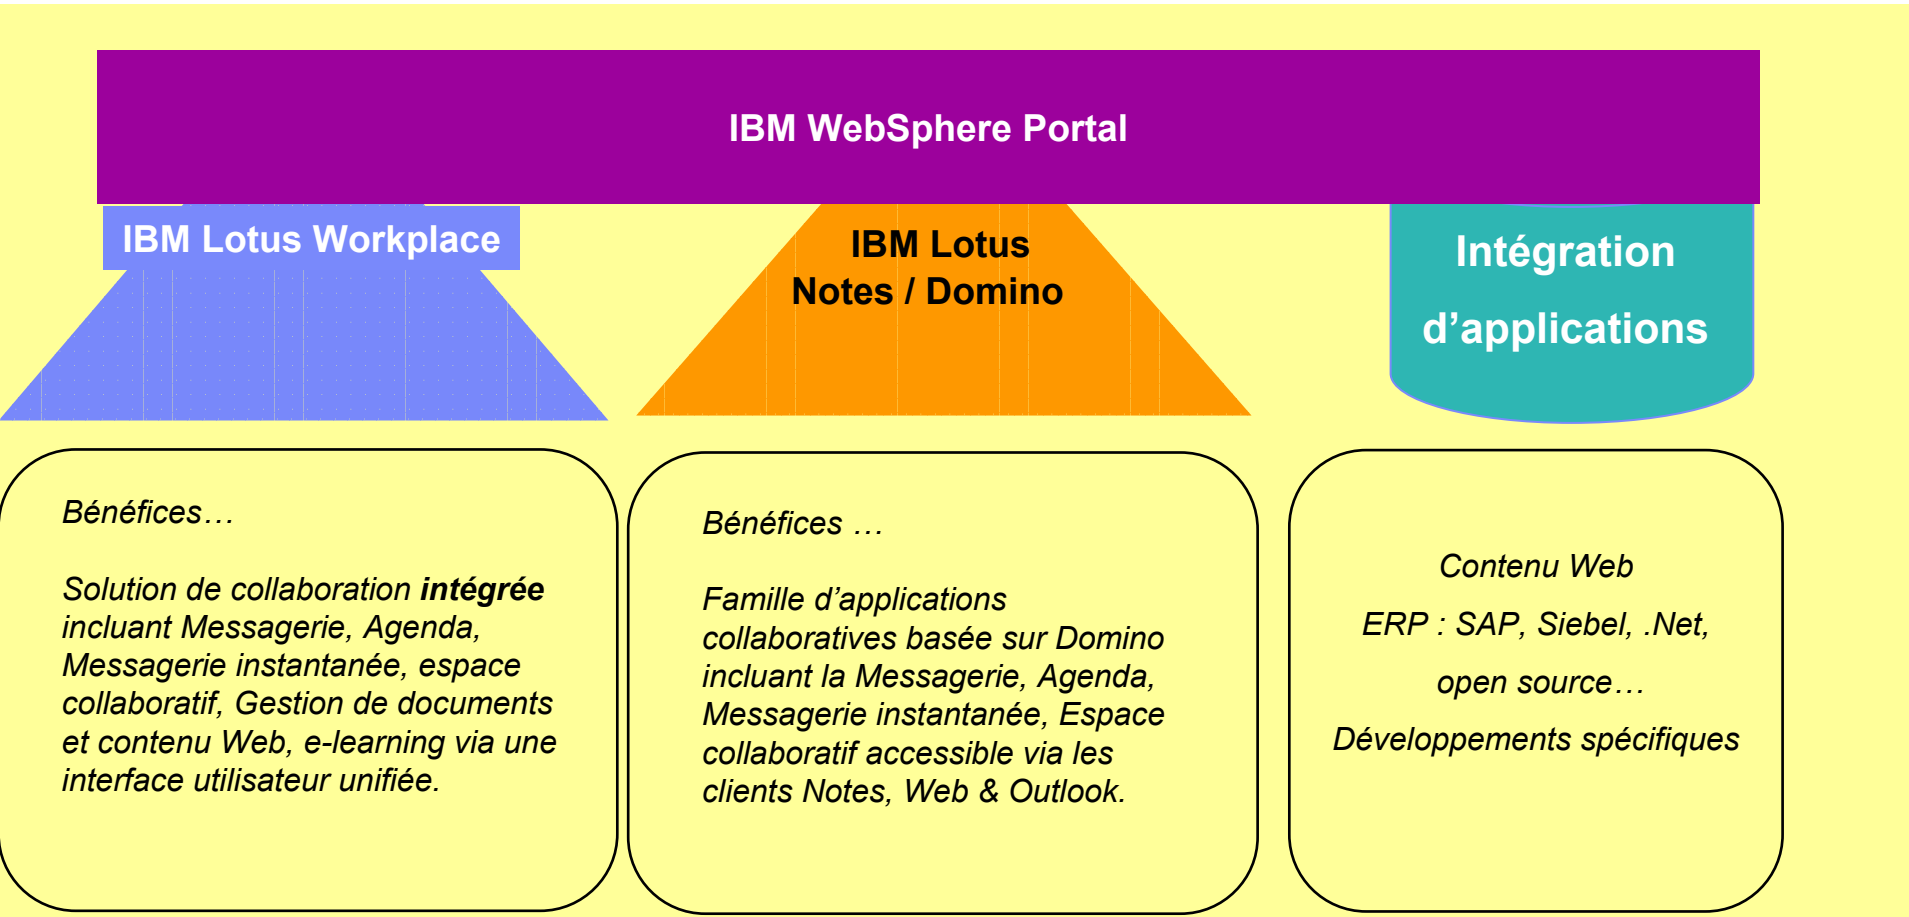 IBM WebSphere Portal
IBM Lotus Workplace
IBM Lotus
Notes / Domino
Intégration
d’applications
Bénéfices…
Solution de collaboration intégrée
incluant Messagerie, Agenda,
Messagerie instantanée, espace
collaboratif, Gestion de documents
et contenu Web, e-learning via une
interface utilisateur unifiée.
Bénéfices …
Famille d’applications
collaboratives basée sur Domino
incluant la Messagerie, Agenda,
Messagerie instantanée, Espace
collaboratif accessible via les
clients Notes, Web & Outlook.
Contenu Web
ERP : SAP, Siebel, .Net,
open source…
Développements spécifiques